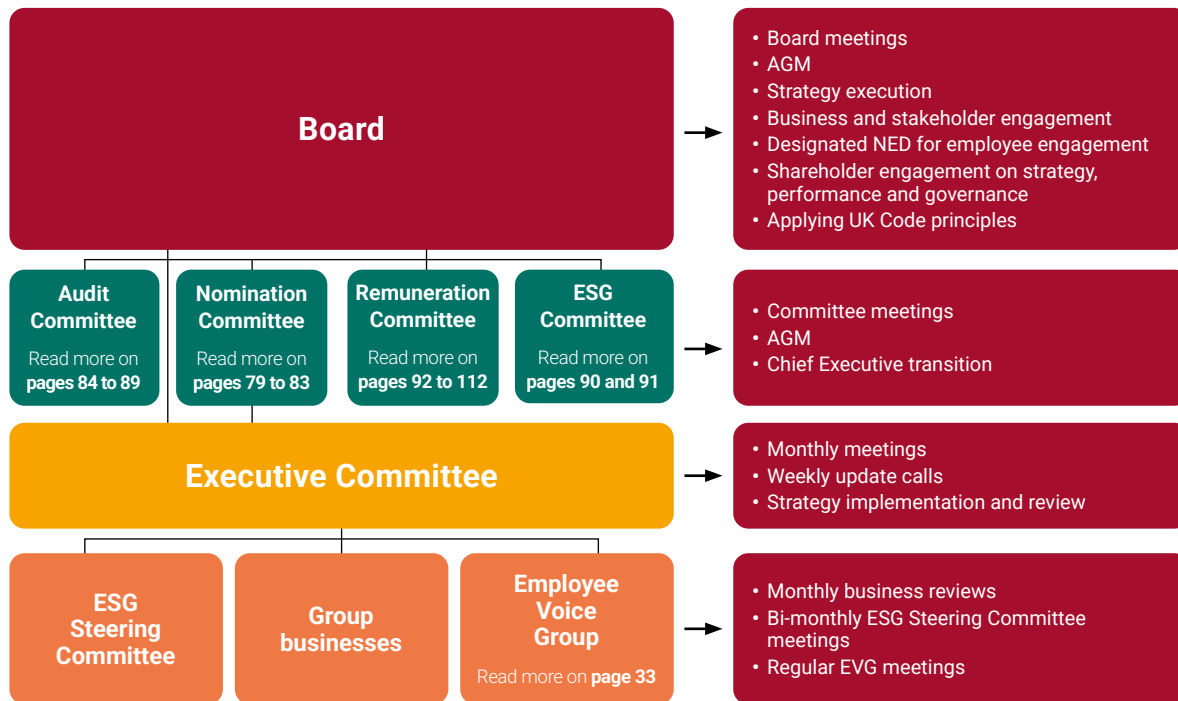 Board
• Board meetings
• AGM
• Strategy execution
• Business and stakeholder engagement
• Designated NED for employee engagement
• Shareholder engagement on strategy,
performance and governance
• Applying UK Code principles
Audit
Committee
Read more on
pages 84 to 89
Nomination
Committee
Read more on
pages 79 to 83
Remuneration
Committee
Read more on
pages 92 to 112
ESG
Committee
Read more on
pages 90 and 91
• Committee meetings
• AGM
• Chief Executive transition
Executive Committee
• Monthly meetings
• Weekly update calls
• Strategy implementation and review
ESG
Steering
Committee
Group
businesses
Employee
Voice
Group
Read more on page 33
• Monthly business reviews
• Bi-monthly ESG Steering Committee
meetings
• Regular EVG meetings